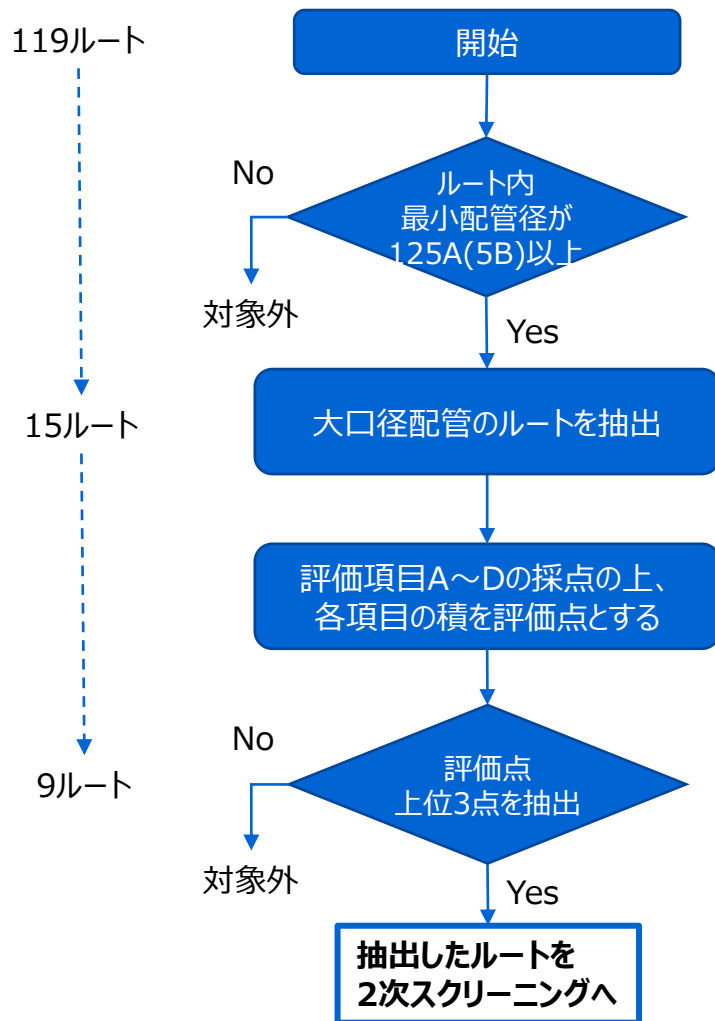 119ルート
開始
No
ルート内
最小配管径が
125A(5B)以上
対象外
Yes
15ルート
大口径配管のルートを抽出
評価項目A～Dの採点の上、
各項目の積を評価点とする
No
9ルート
評価点
上位3点を抽出
対象外
Yes
抽出したルートを
2次スクリーニングへ